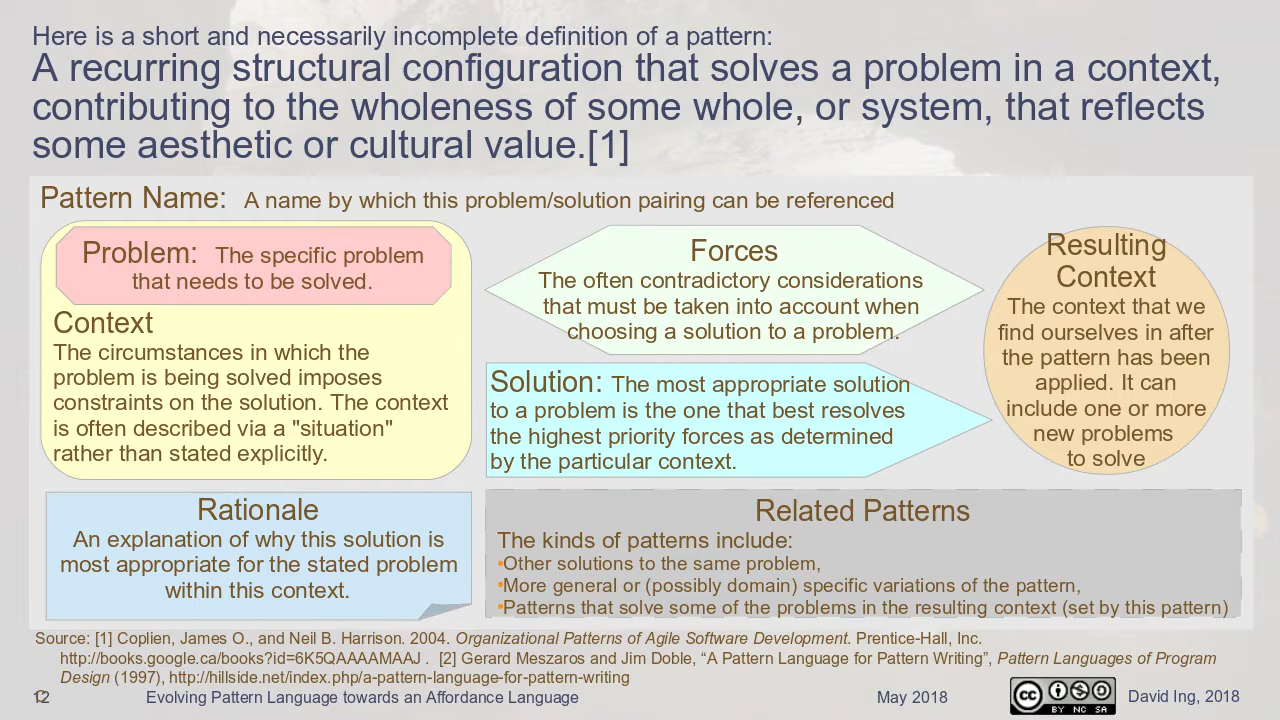 Here is a short and necessarily incomplete definition of a pattern:
A recurring structural configuration that solves a problem in a context,
contributing to the wholeness of some whole, or system, that reflects
some aesthetic or cultural value.[1]
Pattern Name: A name by which this problem/solution pairing can be referenced
Problem: The specific problem
that needs to be solved.
Context
The circumstances in which the
problem is being solved imposes
constraints on the solution. The context
is often described via a "situation"
rather than stated explicitly.
Forces
The often contradictory considerations
that must be taken into account when
choosing a solution to a problem.
Solution: The most appropriate solution
to a problem is the one that best resolves
the highest priority forces as determined
by the particular context.
Resulting
Context
The context that we
find ourselves in after
the pattern has been
applied. It can
include one or more
new problems
to solve
Rationale
An explanation of why this solution is
most appropriate for the stated problem
within this context.
Related Patterns
The kinds of patterns include:
•Other solutions to the same problem,
•More general or (possibly domain) specific variations of the pattern,
•Patterns that solve some of the problems in the resulting context (set by this pattern)
Source: [1] Coplien, James O., and Neil B. Harrison. 2004. Organizational Patterns of Agile Software Development. Prentice-Hall, Inc.
http://books.google.ca/books?id=6K5QAAAAMAAJ . [2] Gerard Meszaros and Jim Doble, “A Pattern Language for Pattern Writing”, Pattern Languages of Program
Design (1997), http://hillside.net/index.php/a-pattern-language-for-pattern-writing
12 Evolving Pattern Language towards an Affordance Language May 2018 David Ing, 2018
cc BY NC SA